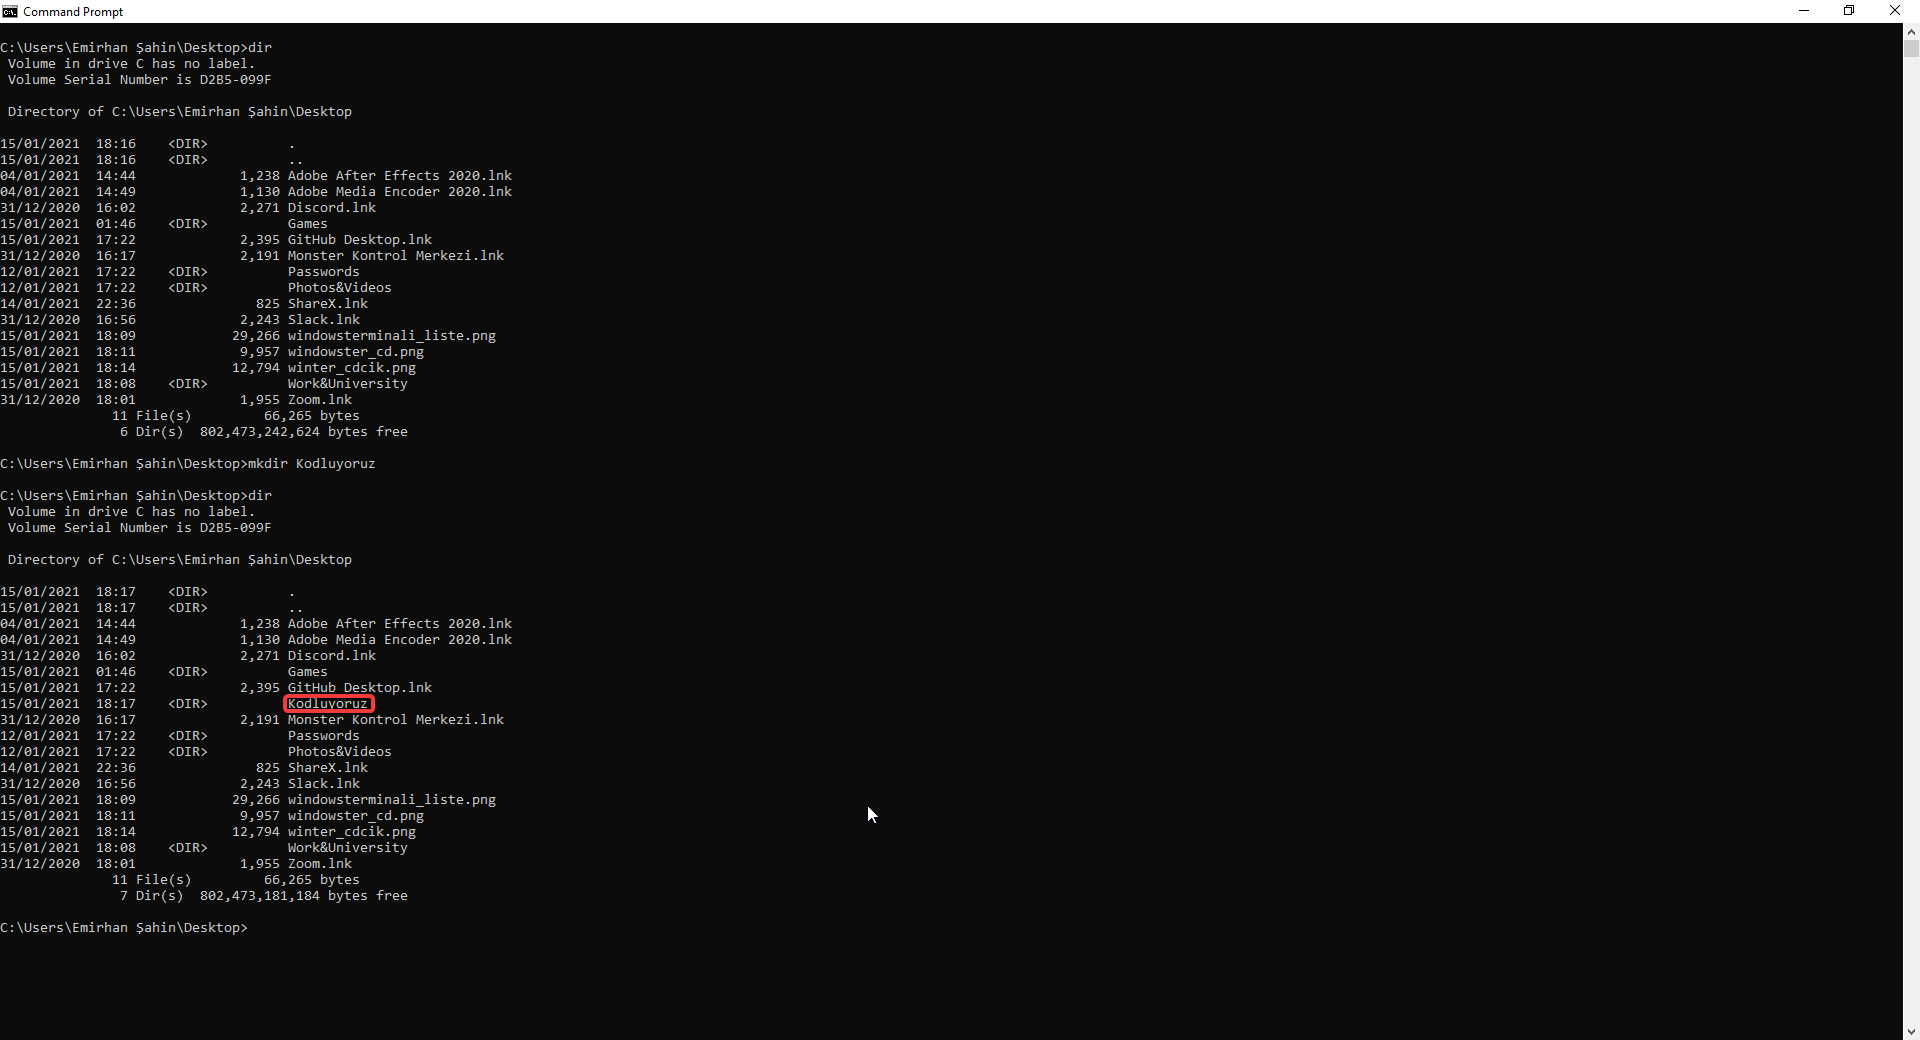 Command Prompt
C:\Users\Emirhan Şahin\Desktop>dir
 Volume in drive C has no label.
 Volume Serial Number is D2B5-099F

 Directory of C:\Users\Emirhan Şahin\Desktop

15/01/2021  18:16    <DIR>          .
15/01/2021  18:16    <DIR>          ..
04/01/2021  14:44             1,238 Adobe After Effects 2020.lnk
04/01/2021  14:49             1,130 Adobe Media Encoder 2020.lnk
31/12/2020  16:02             2,271 Discord.lnk
15/01/2021  01:46    <DIR>          Games
15/01/2021  17:22             2,395 GitHub Desktop.lnk
31/12/2020  16:17             2,191 Monster Kontrol Merkezi.lnk
12/01/2021  17:22    <DIR>          Passwords
12/01/2021  17:22    <DIR>          Photos&Videos
14/01/2021  22:36               825 ShareX.lnk
31/12/2020  16:56             2,243 Slack.lnk
15/01/2021  18:09            29,266 windowsterminali_liste.png
15/01/2021  18:11             9,957 windowster_cd.png
15/01/2021  18:14            12,794 winter_cdcik.png
15/01/2021  18:08    <DIR>          Work&University
31/12/2020  18:01             1,955 Zoom.lnk
              11 File(s)         66,265 bytes
               6 Dir(s)  802,473,242,624 bytes free

C:\Users\Emirhan Şahin\Desktop>mkdir Kodluyoruz

C:\Users\Emirhan Şahin\Desktop>dir
 Volume in drive C has no label.
 Volume Serial Number is D2B5-099F

 Directory of C:\Users\Emirhan Şahin\Desktop

15/01/2021  18:17    <DIR>          .
15/01/2021  18:17    <DIR>          ..
04/01/2021  14:44             1,238 Adobe After Effects 2020.lnk
04/01/2021  14:49             1,130 Adobe Media Encoder 2020.lnk
31/12/2020  16:02             2,271 Discord.lnk
15/01/2021  01:46    <DIR>          Games
15/01/2021  17:22             2,395 GitHub Desktop.lnk
15/01/2021  18:17    <DIR>          Kodluyoruz
31/12/2020  16:17             2,191 Monster Kontrol Merkezi.lnk
12/01/2021  17:22    <DIR>          Passwords
12/01/2021  17:22    <DIR>          Photos&Videos
14/01/2021  22:36               825 ShareX.lnk
31/12/2020  16:56             2,243 Slack.lnk
15/01/2021  18:09            29,266 windowsterminali_liste.png
15/01/2021  18:11             9,957 windowster_cd.png
15/01/2021  18:14            12,794 winter_cdcik.png
15/01/2021  18:08    <DIR>          Work&University
31/12/2020  18:01             1,955 Zoom.lnk
              11 File(s)         66,265 bytes
               7 Dir(s)  802,473,181,184 bytes free

C:\Users\Emirhan Şahin\Desktop>